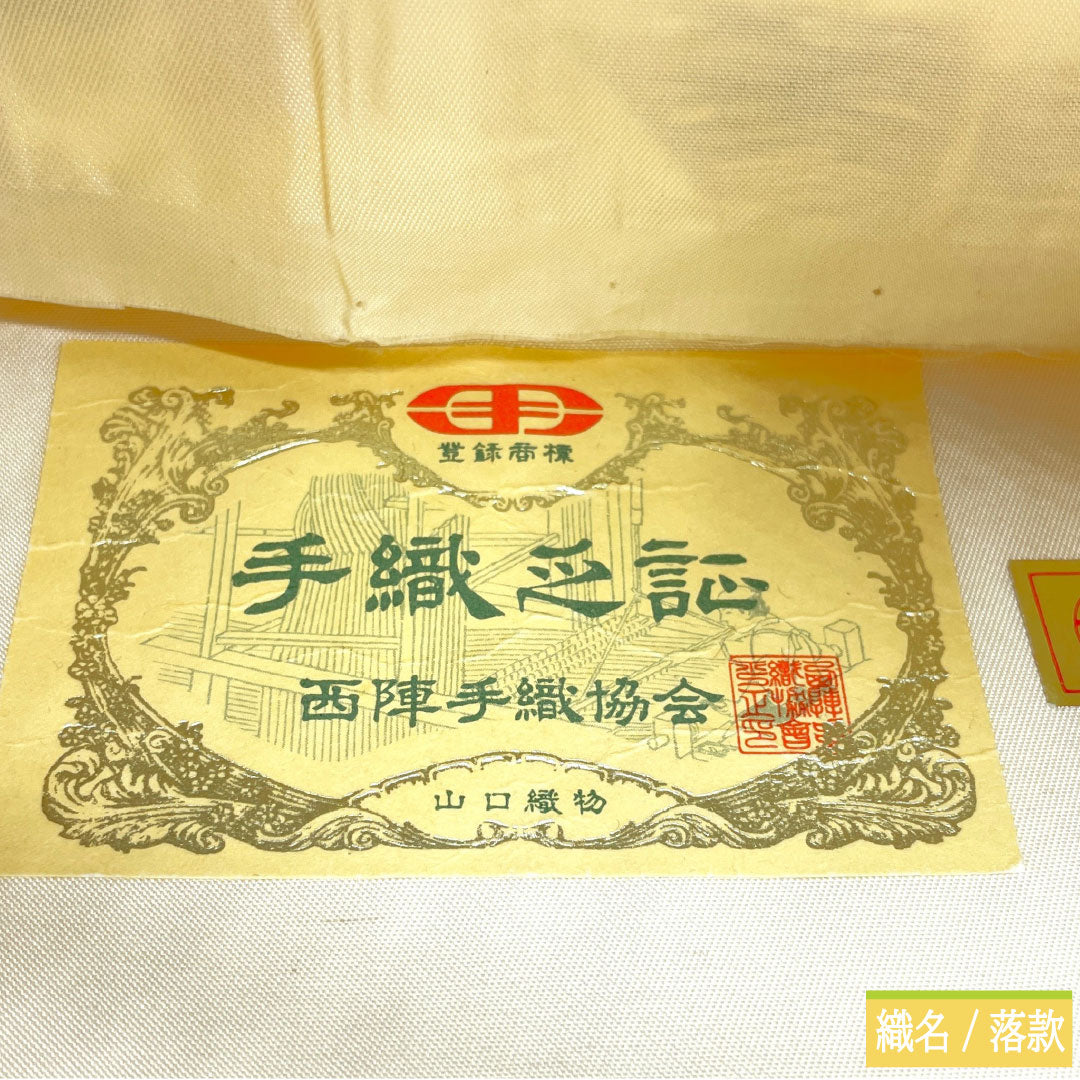 登録商標
手織之証
西陣手織協会
山口織物
織名 / 落款